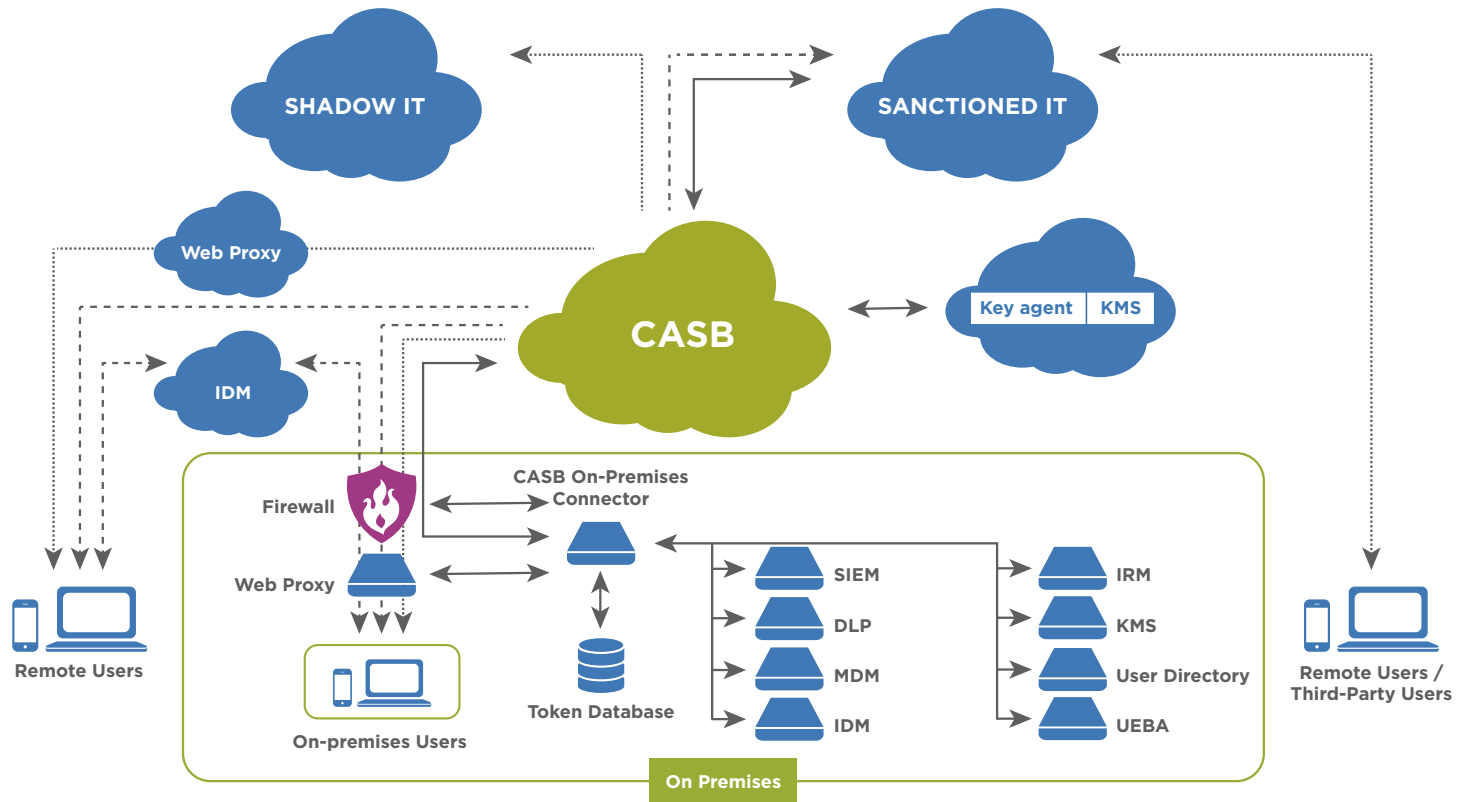 SHADOW IT
SANCTIONED IT
Web Proxy
Key agent
KMS
CASB
IDM
CASB On-Premises
Connector
Firewall
Web Proxy
SIEM
IRM
DLP
KMS
MDM
User Directory
IDM
UEBA
Remote Users
Remote Users /
Third-Party Users
Token Database
On-premises Users
On Premises